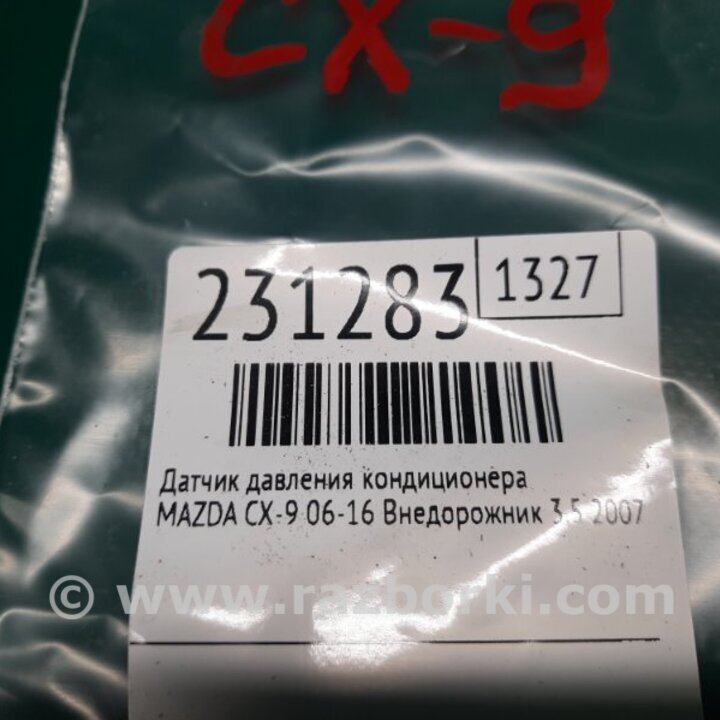 CX-9
231283 1327
Датчик давления кондиционера
MAZDA CX-9 06-16 Внедорожник 3.5 2007
© www.razborki.com